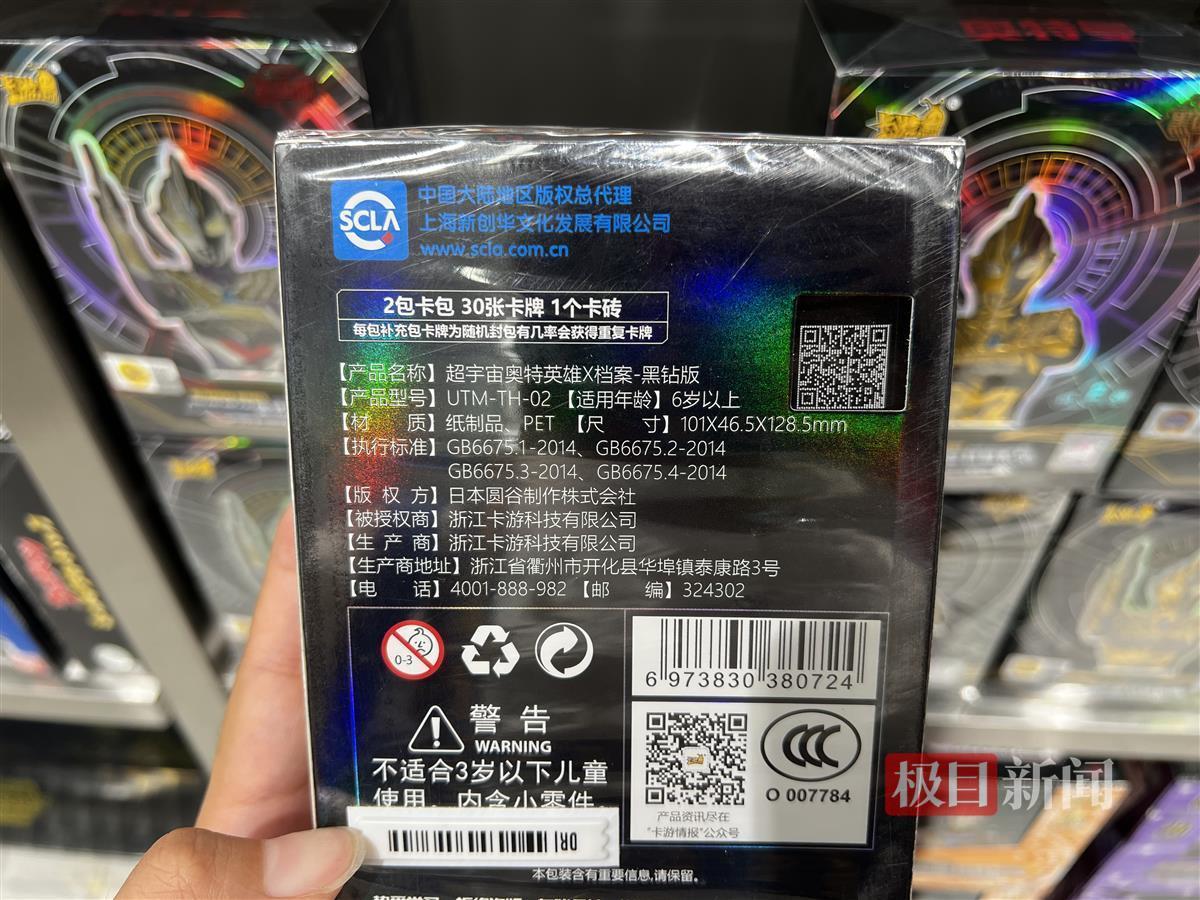 SCLA
中国大陆地区版权总代理
上海新创华文化发展有限公司
www.scla.com.cn
2包卡包 30张卡牌 1个卡砖
每包补充包卡牌为随机封包有几率会获得重复卡牌
【产品名称】超宇宙奥特英雄X档案-黑钻版
【产品型号】UTM-TH-02 【适用年龄】6岁以上
【材 质】纸制品、PET 【尺 寸】101X46.5X128.5mm
【执行标准】GB6675.1-2014、GB6675.2-2014
GB6675.3-2014、GB6675.4-2014
【版 权 方】日本圆谷制作株式会社
【被授权商】浙江卡游科技有限公司
【生 产 商】浙江卡游科技有限公司
【生产商地址】浙江省衢州市开化县华埠镇泰康路3号
【电 话】4001-888-982 【邮 编】324302
0-3
6 973830 380724
警告
WARNING
不适合3岁以下儿童
使用。内含小零件
O 007784
产品资讯尽在
“卡游情报”公众号
DRI
本包装含有重要信息,请保留。
极目新闻